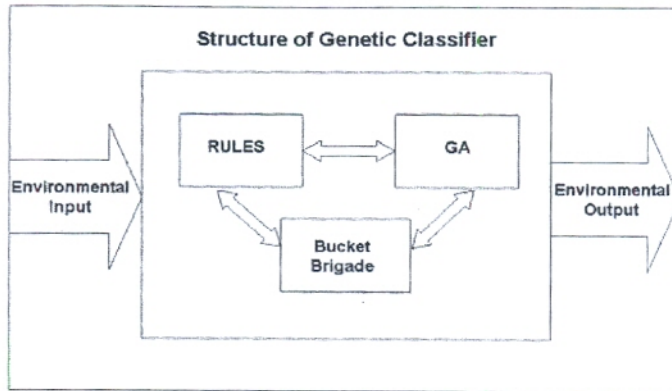 Structure of Genetic Classifier
RULES
GA
Environmental
Input
Environmental
Output
Bucket
Brigade